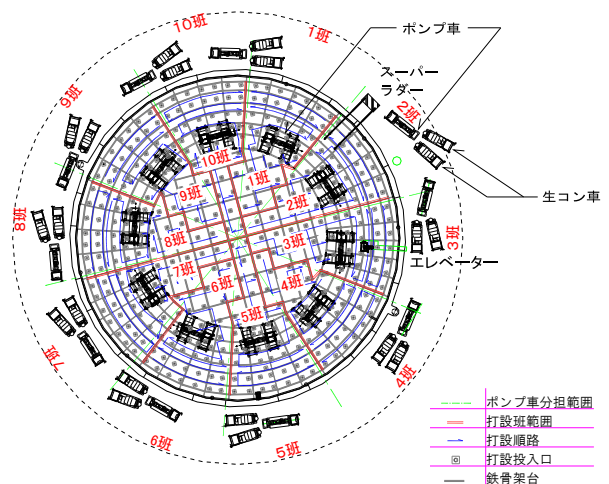 10班
1班
ポンプ車
スーパー
ラダー
2班
9班
生コン車
10班
1班
9班
2班
8班
8班
3班
3班
エレベーター
7班
6班
4班
5班
7班
4班
6班
5班
ポンプ車分担範囲
打設班範囲
打設順路
打設投入口
鉄骨架台